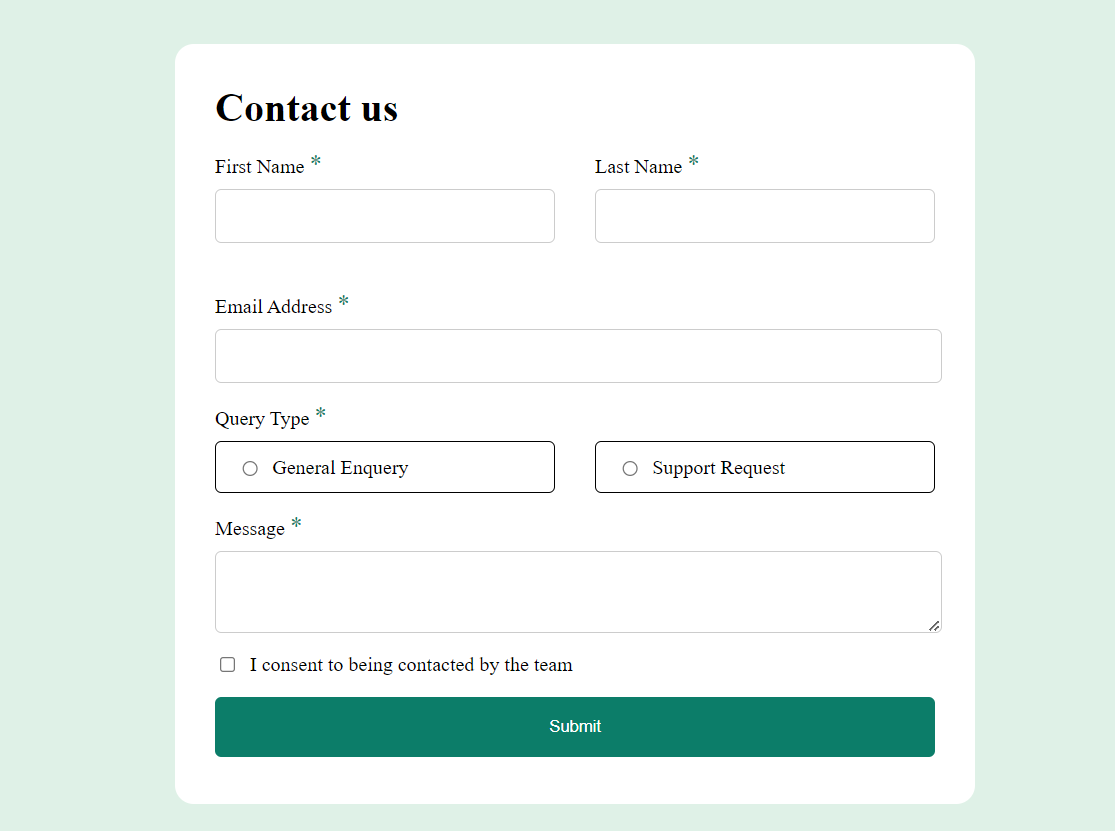 Contact us
First Name *
Last Name *
Email Address *
Query Type *
General Enquery
Support Request
Message *
I consent to being contacted by the team
Submit